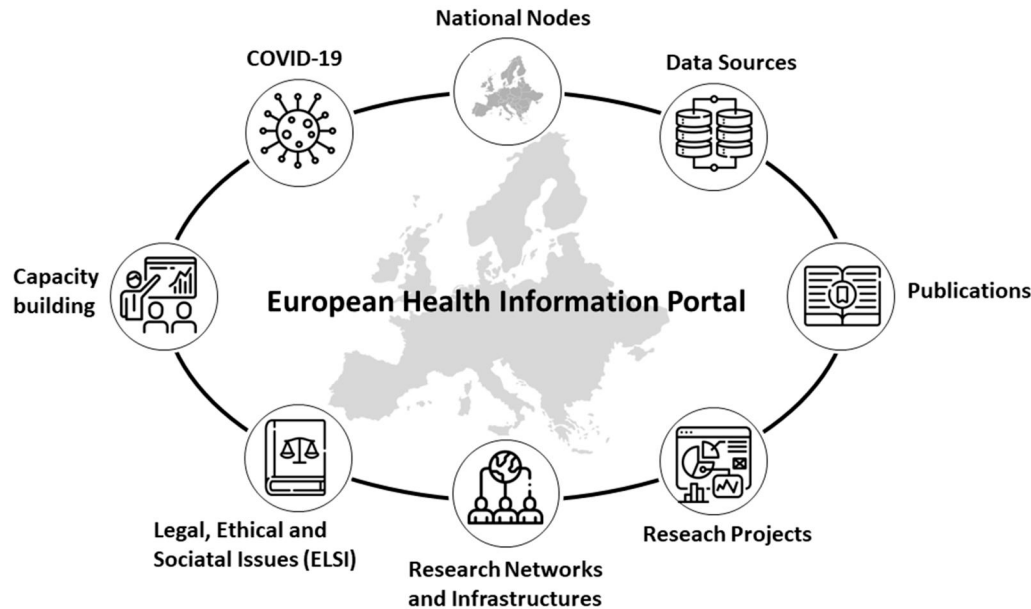 National Nodes
COVID-19
Data Sources
Capacity
building
European Health Information Portal
Publications
Legal, Ethical and
Sociatal Issues (ELSI)
Research Networks
and Infrastructures
Reseach Projects